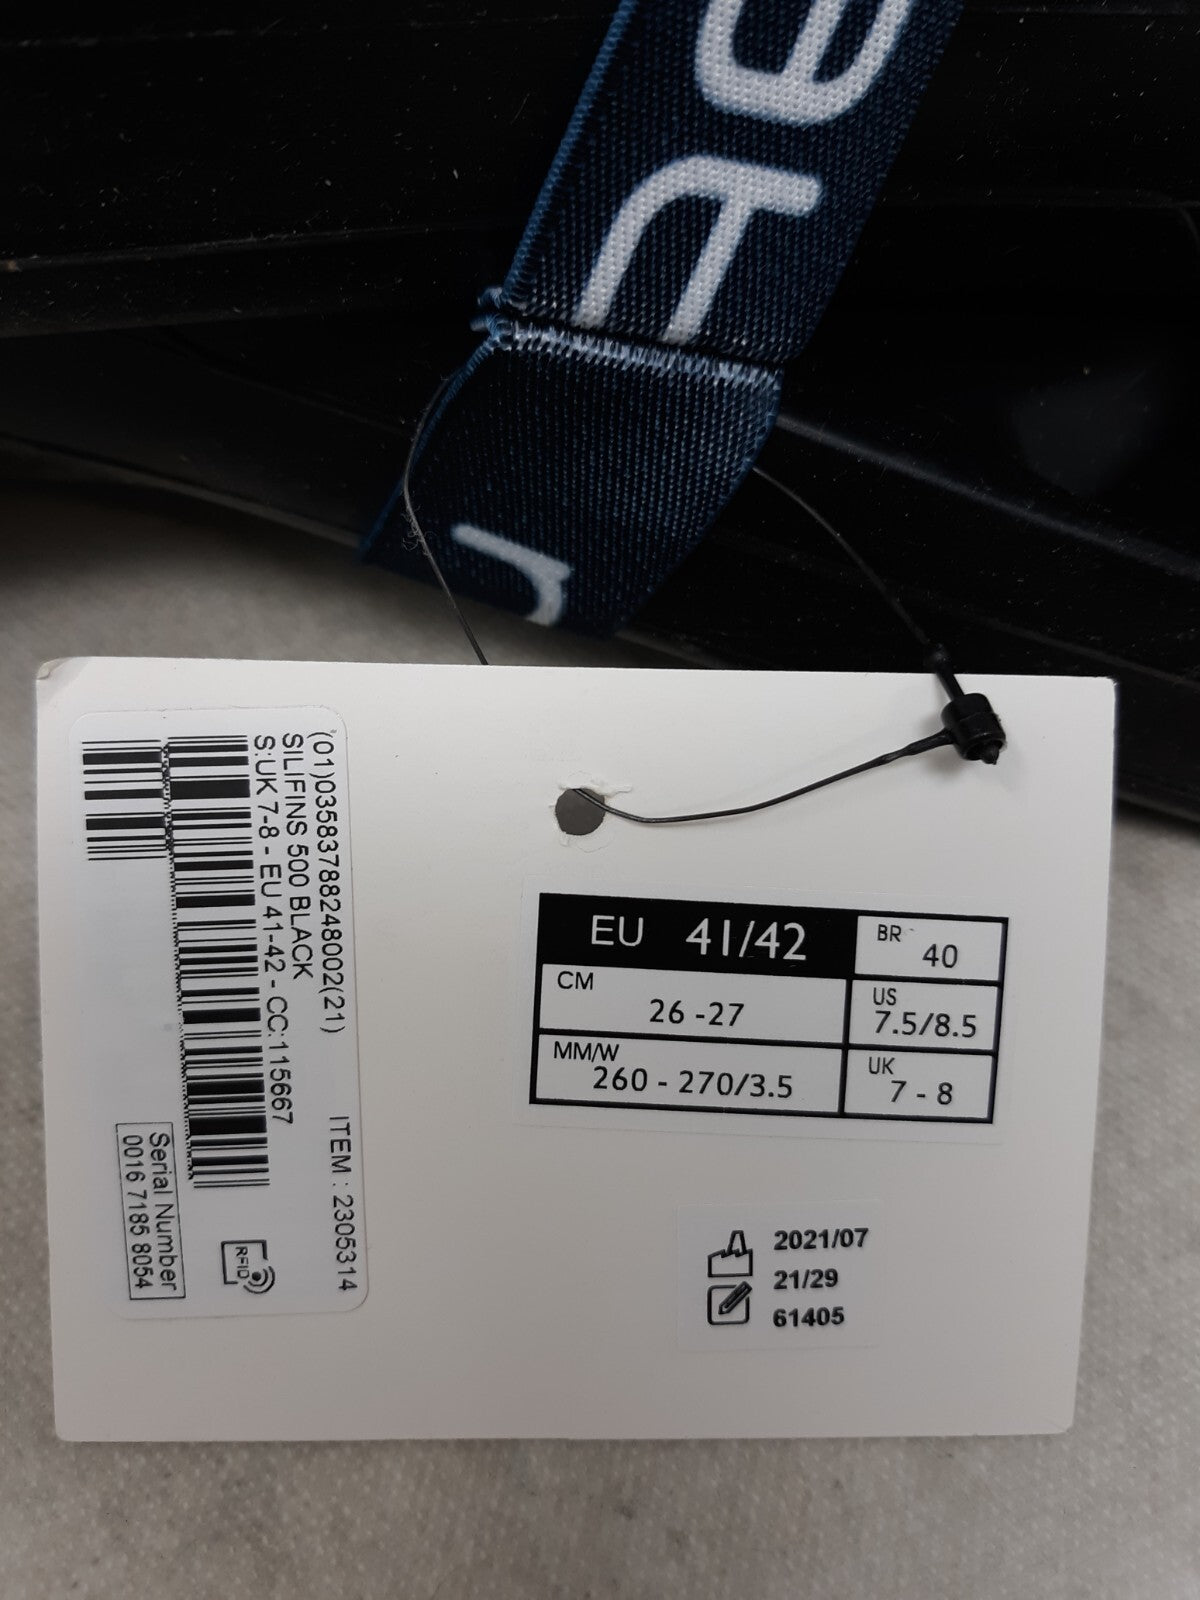 (01)03583788248002(21)
SILIFINS 500 BLACK
S:UK 7-8 - EU 41-42 - CC:115667
ITEM : 2305314
RFID
Serial Number
0016 7185 8054
EU 41/42
BR 40
CM
26 -27
US
7.5/8.5
MM/W
260 - 270/3.5
UK
7 - 8
2021/07
21/29
61405